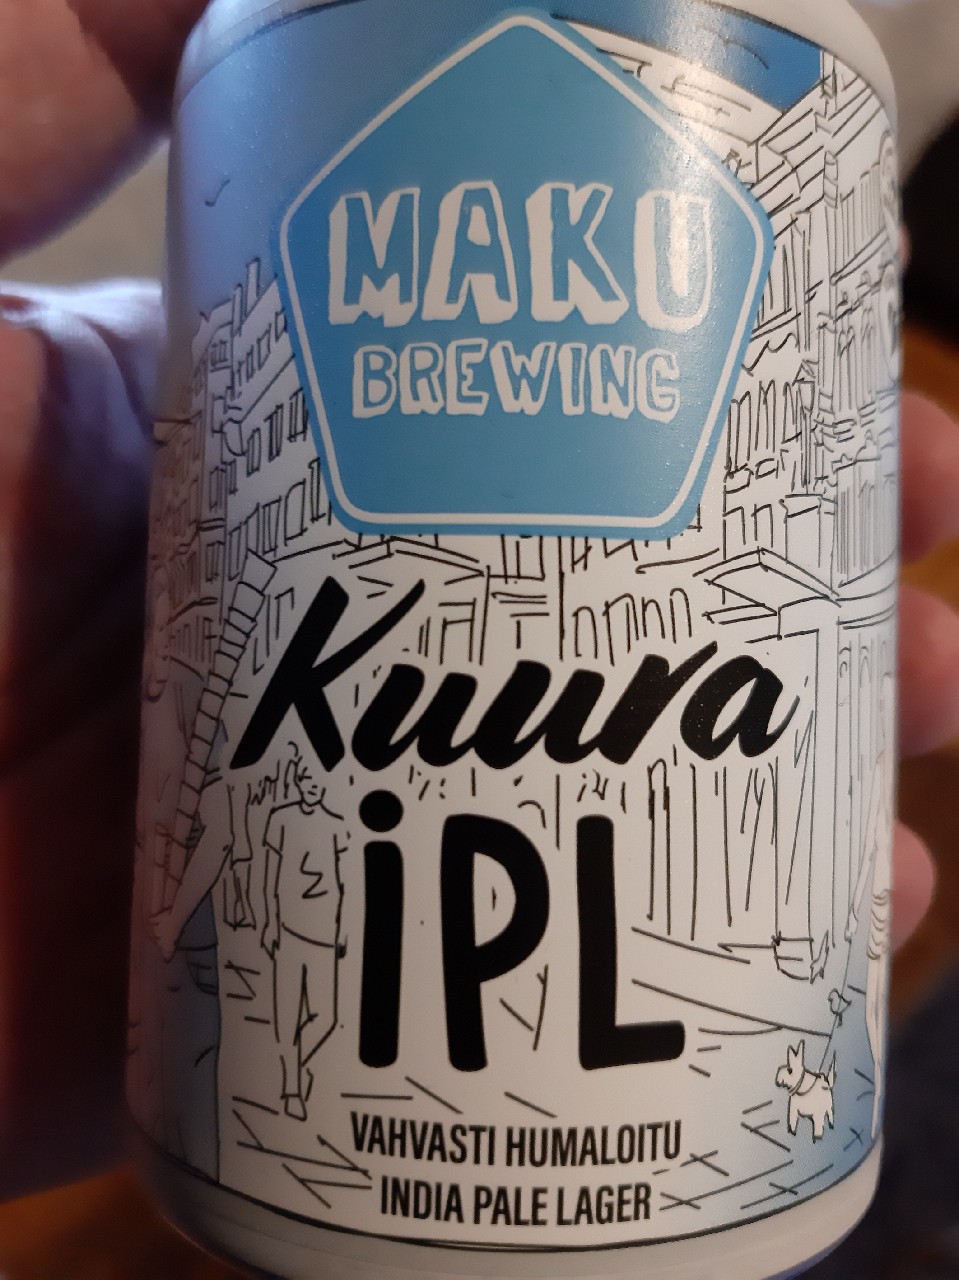 MAKU
BREWING
Kuura
iPL
VAHVASTI HUMALOITU
INDIA PALE LAGER